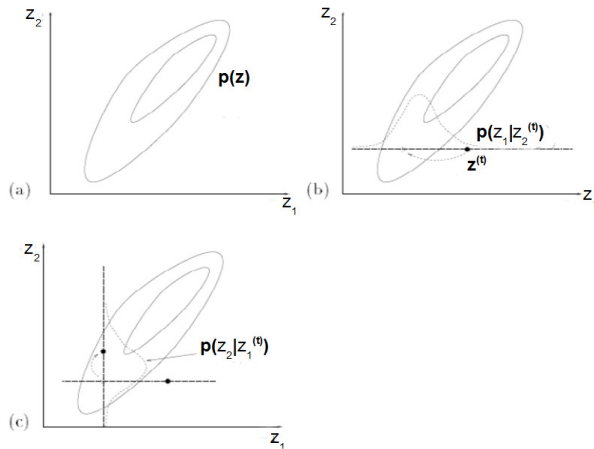 z₂
p(z)
(a)
z₁
z₂
p(z₁|z₂⁽ᵗ⁾)
z⁽ᵗ⁾
(b)
z
z₂
p(z₂|z₁⁽ᵗ⁾)
(c)
z₁